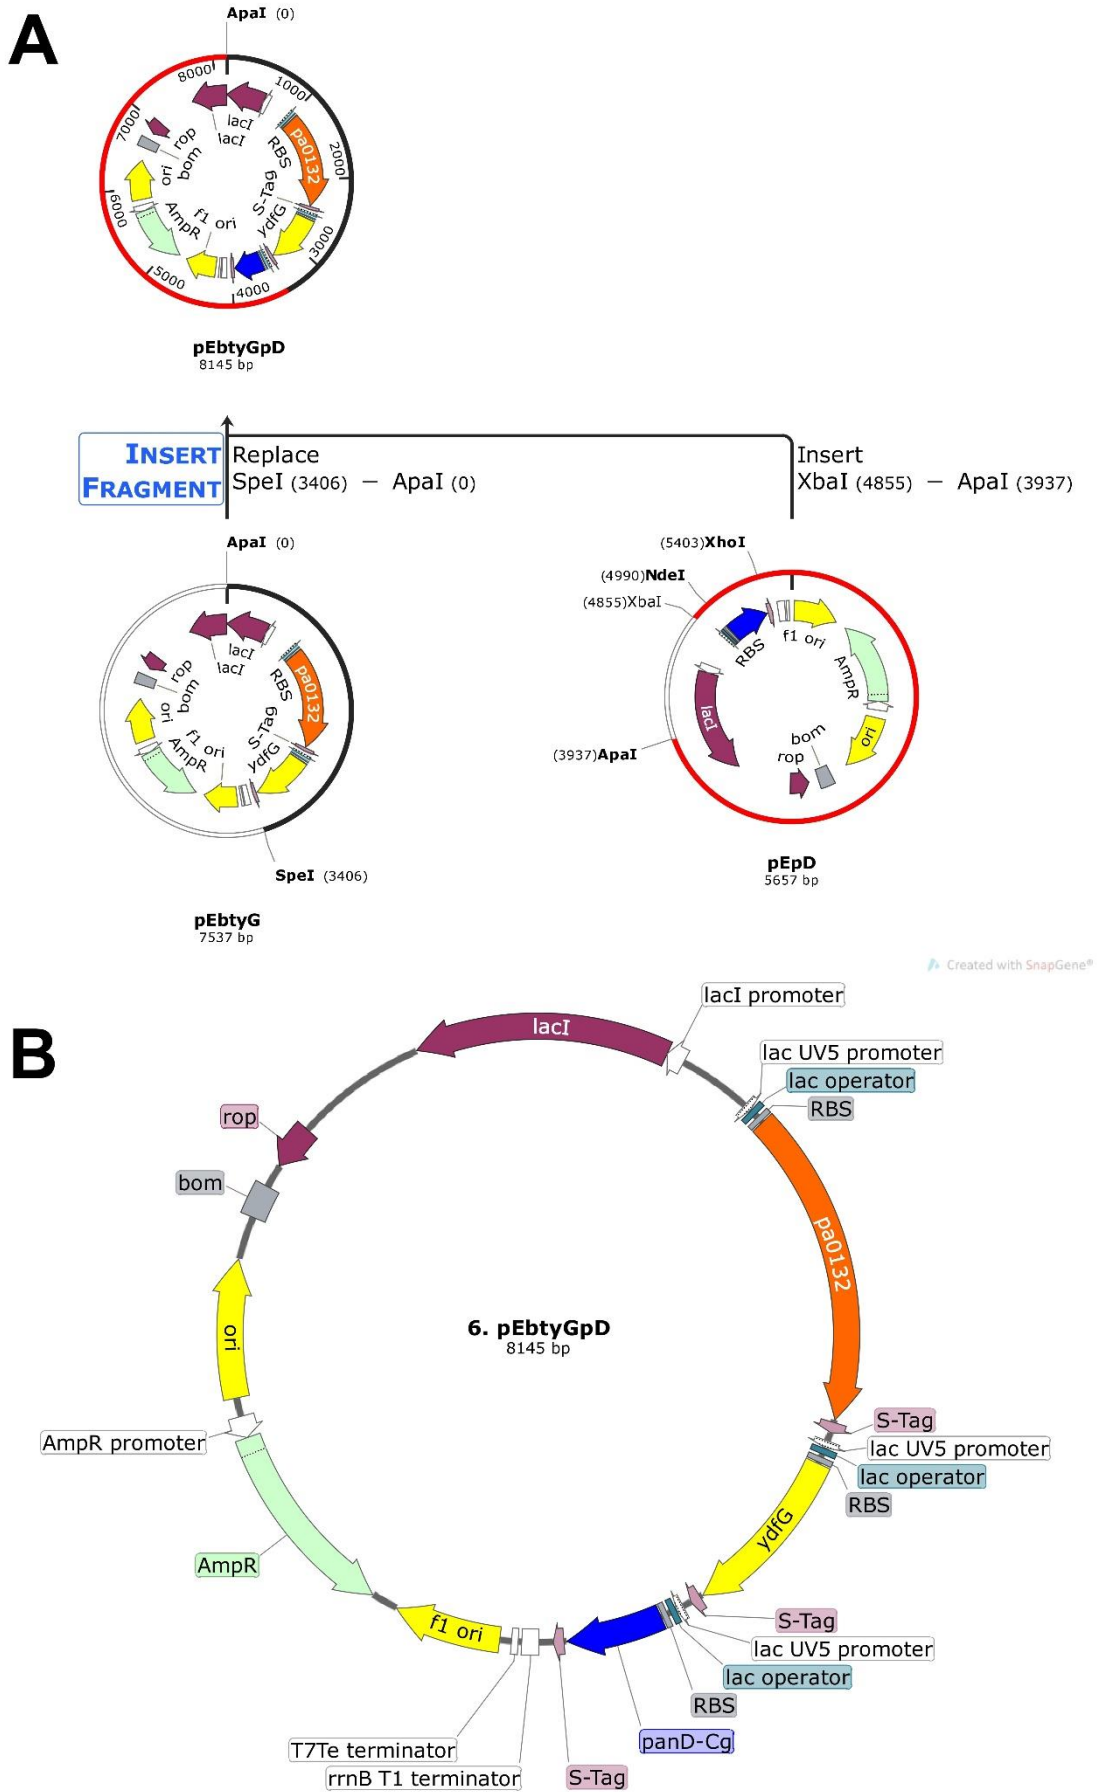 A
ApaI (0)
1000
2000
3000
4000
5000
6000
7000
8000
lacI
lacI
rop
bom
ori
AmpR
f1 ori
RBS
pa0132
S-Tag
ydfG
pEbtyGpD
8145 bp
INSERT
FRAGMENT
Replace
SpeI (3406) – ApaI (0)
Insert
XbaI (4855) – ApaI (3937)
ApaI (0)
lacI
lacI
rop
bom
ori
AmpR
f1 ori
RBS
pa0132
S-Tag
ydfG
SpeI (3406)
pEbtyG
7537 bp
(5403)XhoI
(4990)NdeI
(4855)XbaI
(3937)ApaI
RBS
f1 ori
AmpR
ori
bom
rop
lacI
pEpD
5657 bp
Created with SnapGene®
B
lacI promoter
lacI
lac UV5 promoter
lac operator
RBS
rop
bom
pa0132
ori
6. pEbtyGpD
8145 bp
S-Tag
lac UV5 promoter
lac operator
RBS
AmpR promoter
ydfG
AmpR
f1 ori
S-Tag
lac UV5 promoter
lac operator
RBS
panD-Cg
T7Te terminator
rrnB T1 terminator
S-Tag